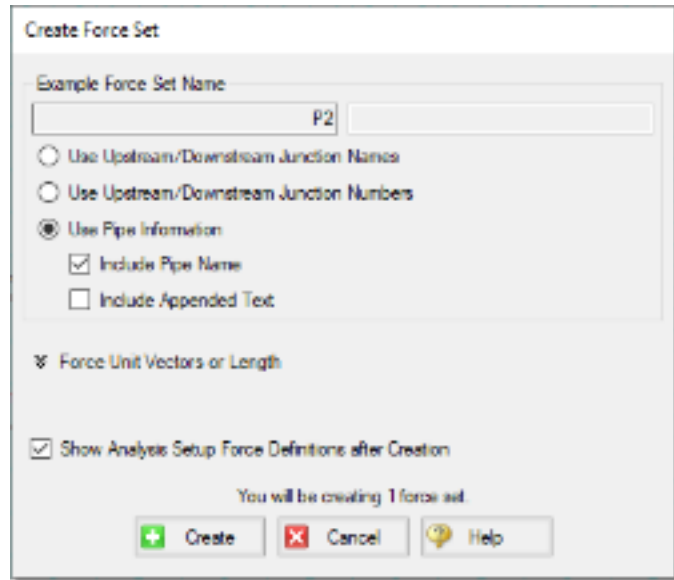 Create Force Set
Example Force Set Name
P2
Use Upstream/Downstream Junction Names
Use Upstream/Downstream Junction Numbers
Use Pipe Information
Include Pipe Name
Include Appended Text
Force Unit Vectors or Length
Show Analysis Setup Force Definitions after Creation
You will be creating 1 force set.
Create Cancel Help